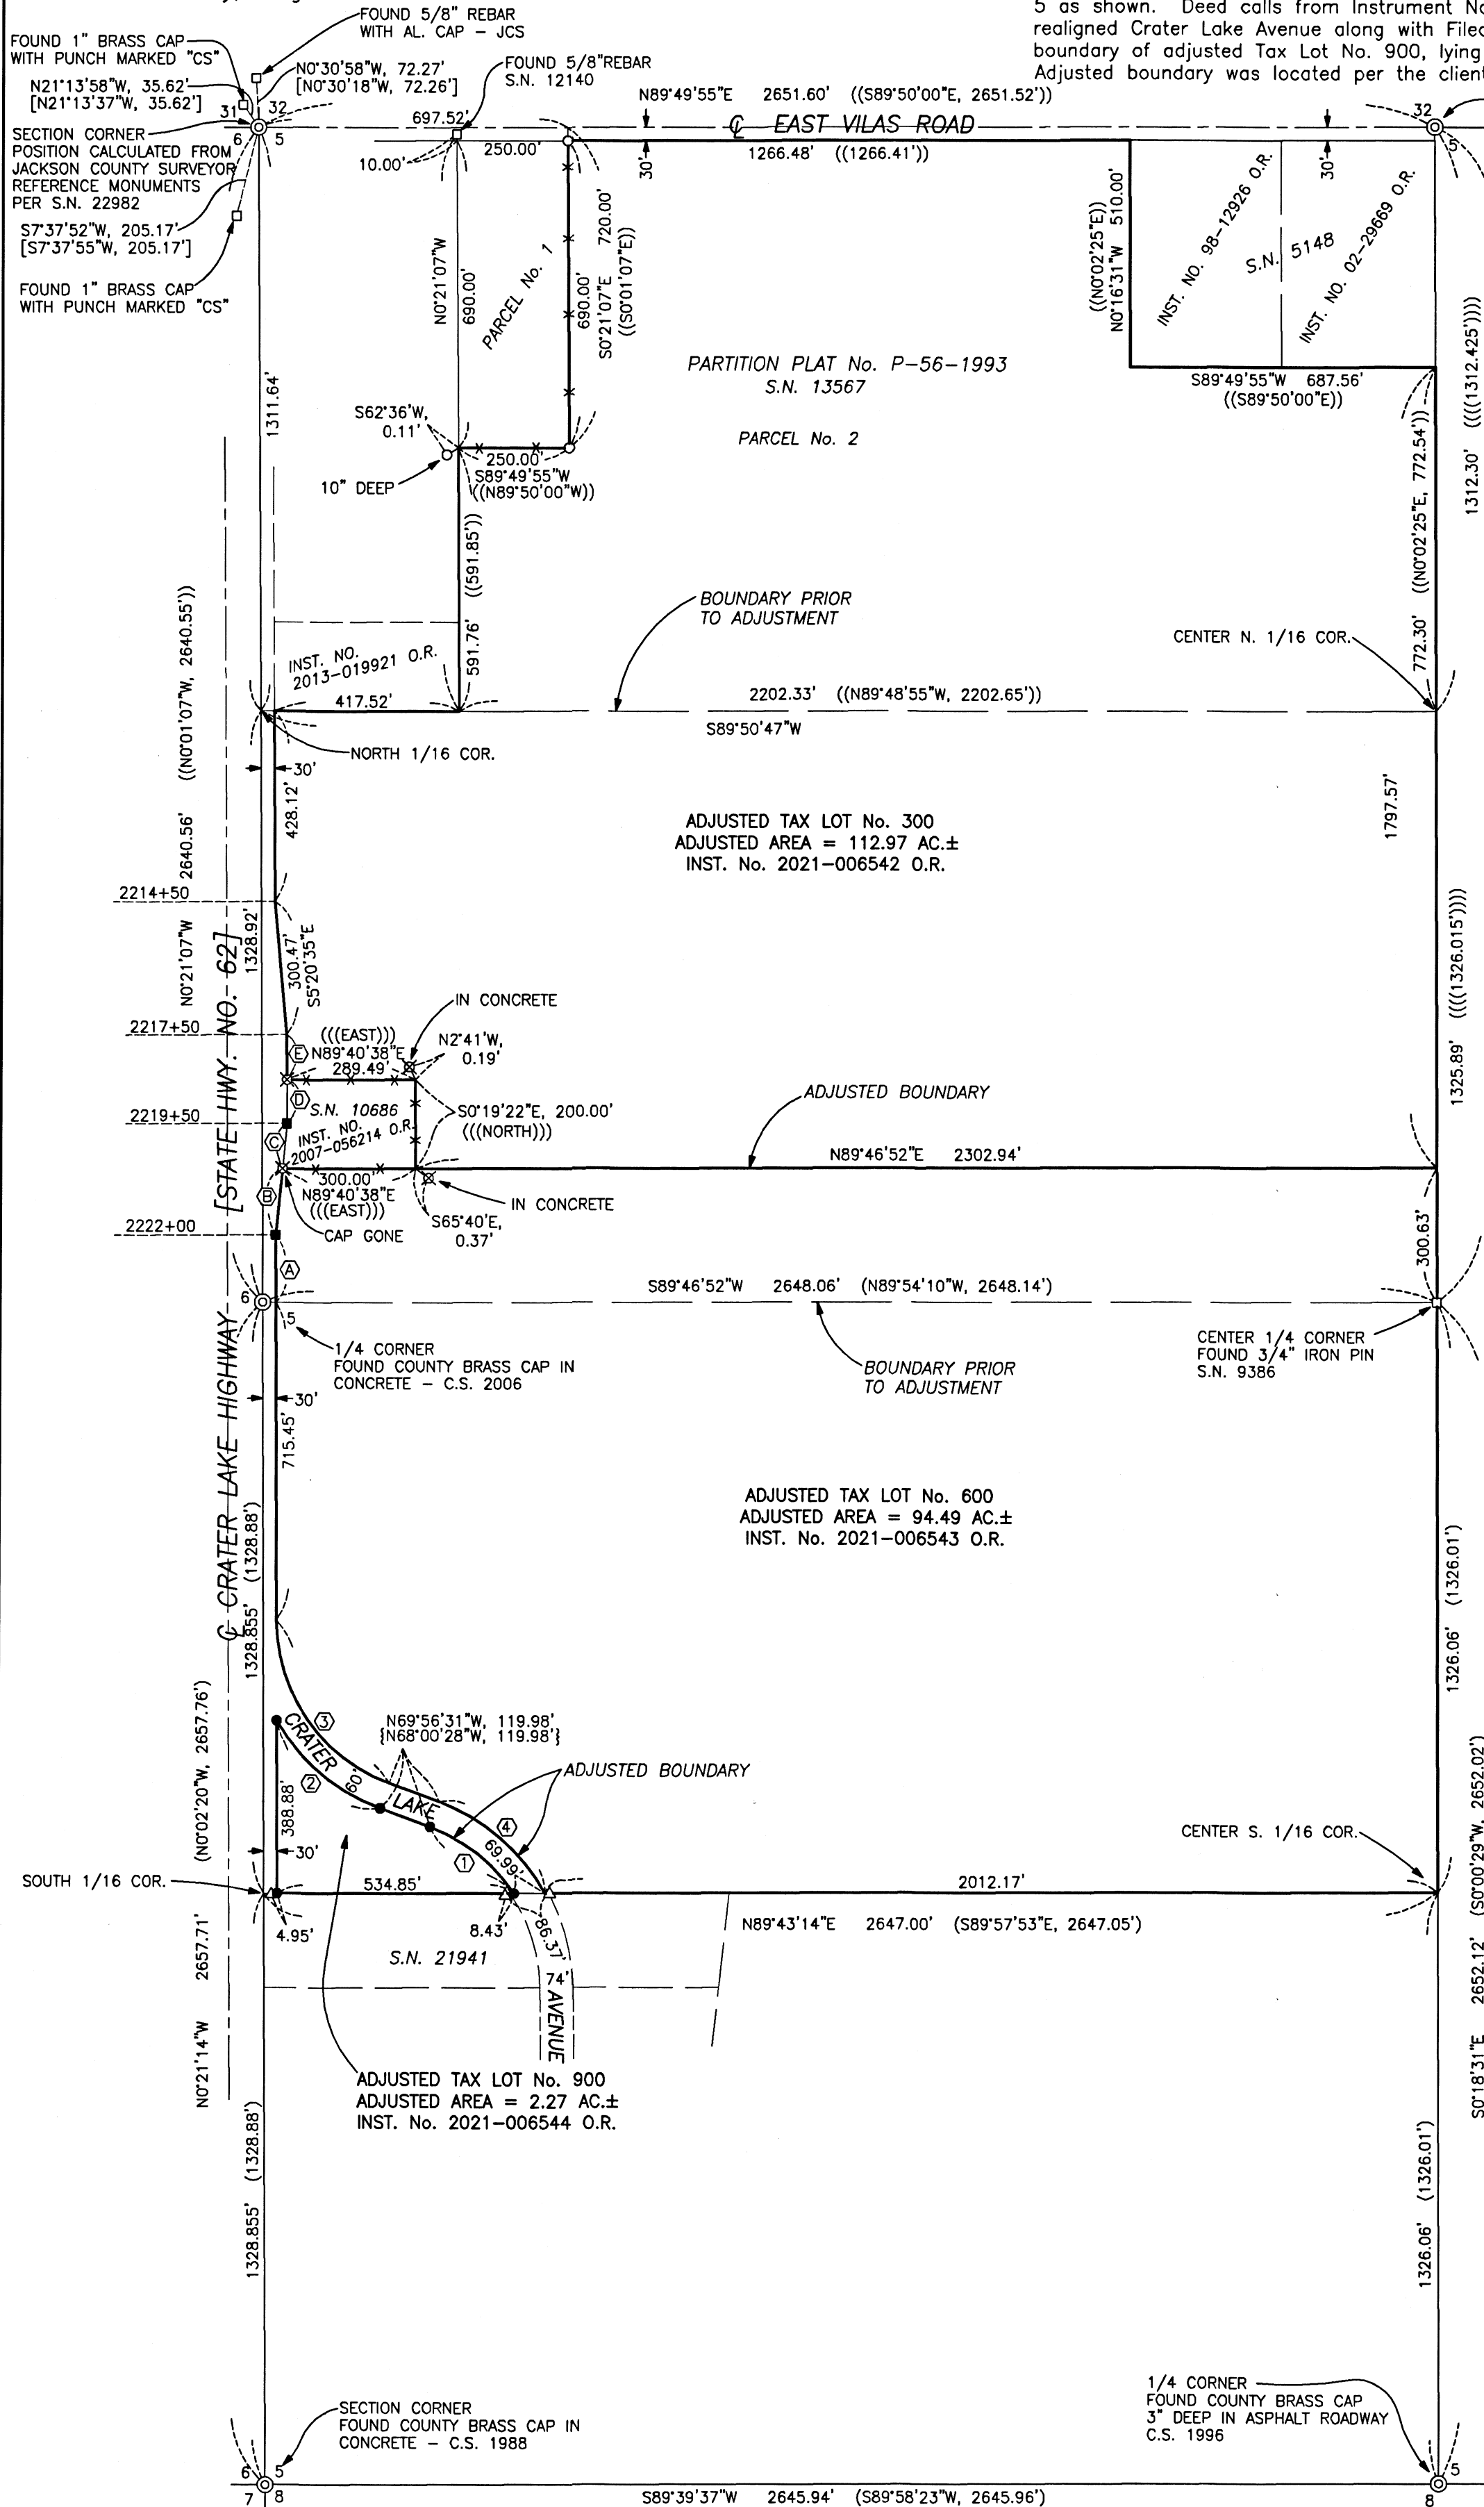 FOUND 5/8" REBAR
WITH AL. CAP – JCS
5 as shown. Deed calls from Instrument No
realigned Crater Lake Avenue along with Filed
boundary of adjusted Tax Lot No. 900, lying
Adjusted boundary was located per the client
FOUND 1" BRASS CAP
WITH PUNCH MARKED "CS"
N21°13'58"W, 35.62'
[N21°13'37"W, 35.62']
N0°30'58"W, 72.27'
[N0°30'18"W, 72.26']
FOUND 5/8"REBAR
S.N. 12140
31
32
6
5
SECTION CORNER
POSITION CALCULATED FROM
JACKSON COUNTY SURVEYOR
REFERENCE MONUMENTS
PER S.N. 22982
S7°37'52"W, 205.17'
[S7°37'55"W, 205.17']
FOUND 1" BRASS CAP
WITH PUNCH MARKED "CS"
N89°49'55"E 2651.60' ((S89°50'00"E, 2651.52'))
697.52'
℄ EAST VILAS ROAD
32
5
10.00'
250.00'
30'
1266.48' ((1266.41'))
30'
N0°21'07"W
690.00'
PARCEL No. 1
690.00'
S0°21'07"E 720.00'
((S0°01'07"E))
((N0°02'25"E))
N0°16'31"W 510.00'
INST. NO. 98–12926 O.R.
S.N. 5148
INST. NO. 02–29669 O.R.
PARTITION PLAT No. P–56–1993
S.N. 13567
PARCEL No. 2
S89°49'55"W 687.56'
((S89°50'00"E))
1311.64'
S62°36'W,
0.11'
10" DEEP
250.00'
S89°49'55"W
((N89°50'00"W))
591.76' ((591.85'))
772.30' ((N0°02'25"E, 772.54'))
1312.30' ((((1312.425'))))
BOUNDARY PRIOR
TO ADJUSTMENT
CENTER N. 1/16 COR.
INST. NO.
2013–019921 O.R.
417.52'
2202.33' ((N89°48'55"W, 2202.65'))
S89°50'47"W
NORTH 1/16 COR.
30'
N0°21'07"W 2640.56' ((N0°01'07"W, 2640.55'))
428.12'
1797.57'
ADJUSTED TAX LOT No. 300
ADJUSTED AREA = 112.97 AC.±
INST. No. 2021–006542 O.R.
2214+50
1328.92'
300.47'
S5°20'35"E
1325.89' ((((1326.015'))))
2217+50
(((EAST)))
E
N89°40'38"E
289.49'
IN CONCRETE
N2°41'W,
0.19'
D
2219+50
S.N. 10686
INST. NO.
2007–056214 O.R.
S0°19'22"E, 200.00'
(((NORTH)))
ADJUSTED BOUNDARY
C
N89°46'52"E 2302.94'
300.00'
N89°40'38"E
(((EAST)))
B
IN CONCRETE
S65°40'E,
0.37'
CAP GONE
2222+00
A
300.63'
6
5
S89°46'52"W 2648.06' (N89°54'10"W, 2648.14')
1/4 CORNER
FOUND COUNTY BRASS CAP IN
CONCRETE – C.S. 2006
BOUNDARY PRIOR
TO ADJUSTMENT
CENTER 1/4 CORNER
FOUND 3/4" IRON PIN
S.N. 9386
30'
715.45'
℄ CRATER LAKE HIGHWAY [STATE HWY. NO. 62]
ADJUSTED TAX LOT No. 600
ADJUSTED AREA = 94.49 AC.±
INST. No. 2021–006543 O.R.
1328.855' (1328.88')
1326.06' (1326.01')
N0°21'14"W 2657.71' (N0°02'20"W, 2657.76')
S0°18'31"E 2652.12' (S0°00'29"W, 2652.02')
3
CRATER
2
60'
LAKE
N69°56'31"W, 119.98'
{N68°00'28"W, 119.98'}
ADJUSTED BOUNDARY
388.88'
4
69.99'
1
30'
SOUTH 1/16 COR.
534.85'
4.95'
8.43'
2012.17'
CENTER S. 1/16 COR.
86.37'
N89°43'14"E 2647.00' (S89°57'53"E, 2647.05')
S.N. 21941
74'
AVENUE
ADJUSTED TAX LOT No. 900
ADJUSTED AREA = 2.27 AC.±
INST. No. 2021–006544 O.R.
1328.855' (1328.88')
1326.06' (1326.01')
SECTION CORNER
FOUND COUNTY BRASS CAP IN
CONCRETE – C.S. 1988
1/4 CORNER
FOUND COUNTY BRASS CAP
3" DEEP IN ASPHALT ROADWAY
C.S. 1996
6
5
7
8
S89°39'37"W 2645.94' (S89°58'23"W, 2645.96')
5
8